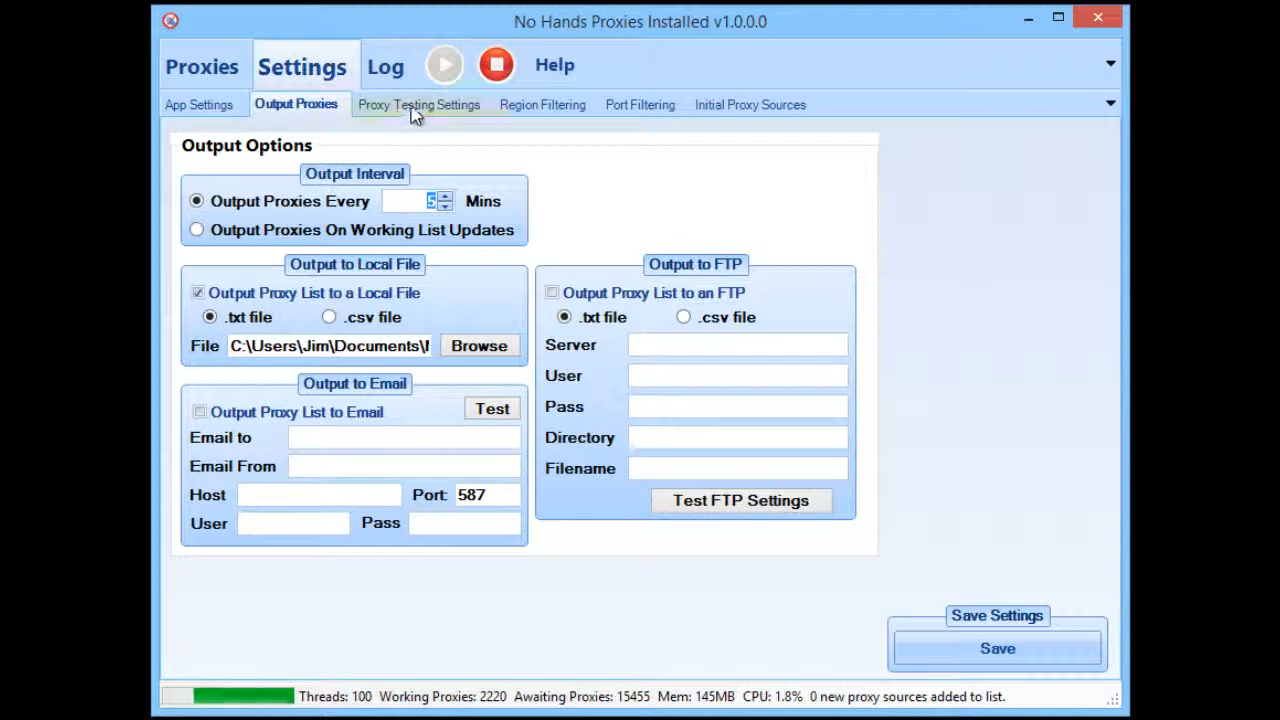 No Hands Proxies Installed v1.0.0.0
Proxies Settings Log Help
App Settings Output Proxies Proxy Testing Settings Region Filtering Port Filtering Initial Proxy Sources
Output Options
Output Interval
Output Proxies Every 5 Mins
Output Proxies On Working List Updates
Output to Local File
Output Proxy List to a Local File
.txt file .csv file
File C:\Users\Jim\Documents\ Browse
Output to Email
Output Proxy List to Email Test
Email to
Email From
Host Port: 587
User Pass
Output to FTP
Output Proxy List to an FTP
.txt file .csv file
Server
User
Pass
Directory
Filename
Test FTP Settings
Save Settings
Save
Threads: 100 Working Proxies: 2220 Awaiting Proxies: 15455 Mem: 145MB CPU: 1.8% 0 new proxy sources added to list.